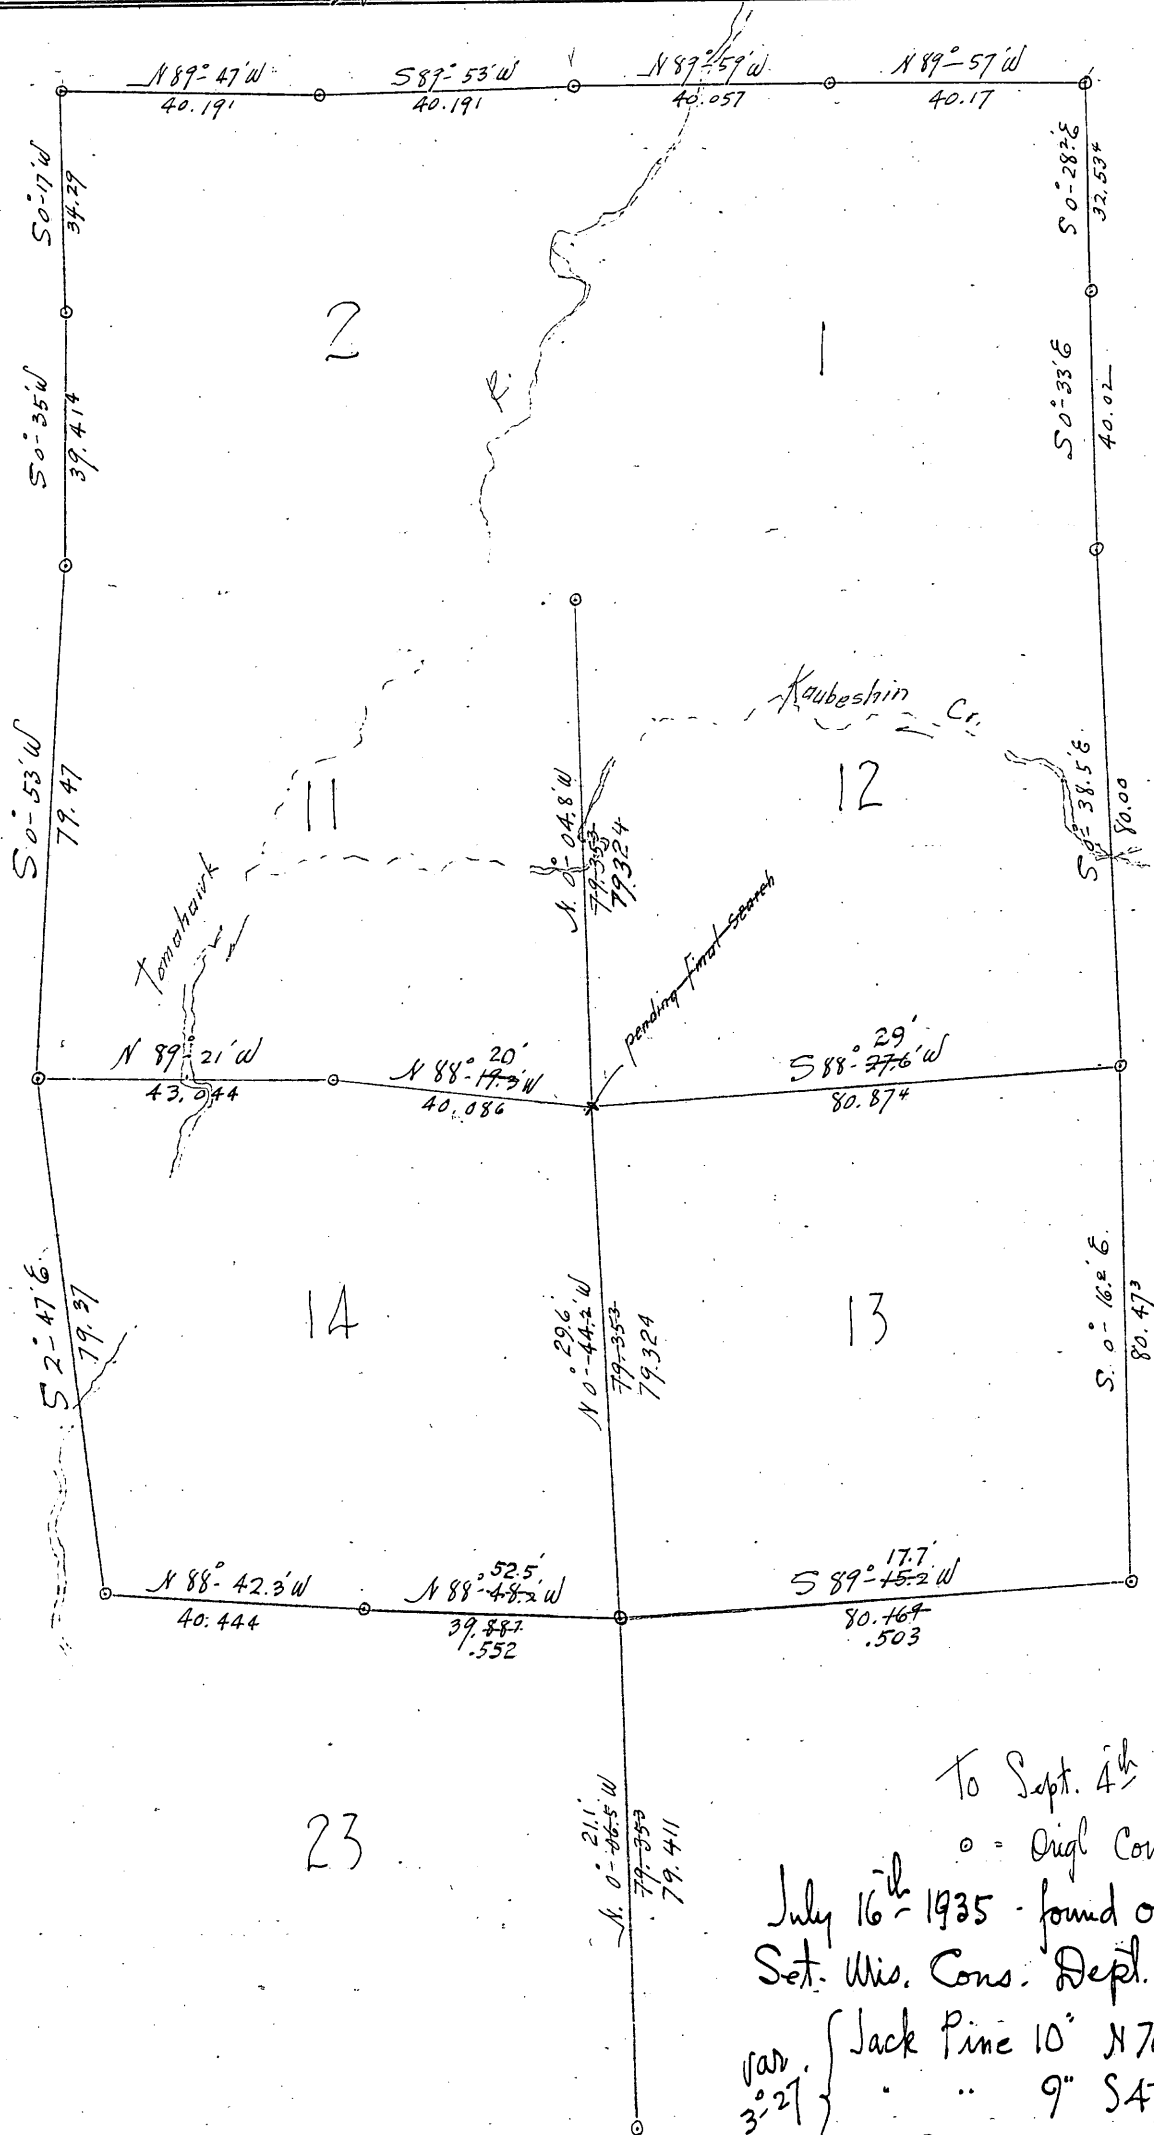 N 89°-47'W S 89°-53'W N 89°-59'W N 89°-57'W
40.191 40.191 40.057 40.17
S 0°-17'W
34.29
S 0°-28.2'E
32.534
2
1
R.
S 0°-35'W
39.414
S 0°-33'E
40.02
Kaubeshin Cr.
S 0°-53'W
79.47
11
12
N. 0°-04.8'W
79.353
79.324
S 0°-38.5'E.
80.00
Tomahawk
pending final search
N 89°-21'W
43.044
20'
N 88°-19.3'W
40.086
29'
S 88°-27.6'W
80.874
S 2°-47'E.
79.37
14
29.6'
N 0°-44.2'W
79.353
79.324
13
S. 0°-16.2'E.
80.473
N 88°-42.3'W
40.444
52.5'
N 88°-48.2'W
39.887
.552
17.7'
S 89°-15.2'W
80.169
.503
23
21.1'
N. 0°-06.5'W
79.353
79.411
To Sept. 4th
⊙ = Origl Cor
July 16th 1935 - found o
Set. Wis. Cons. Dept.
var. 3°-27' { Jack Pine 10" N 7
" " 9" S 4